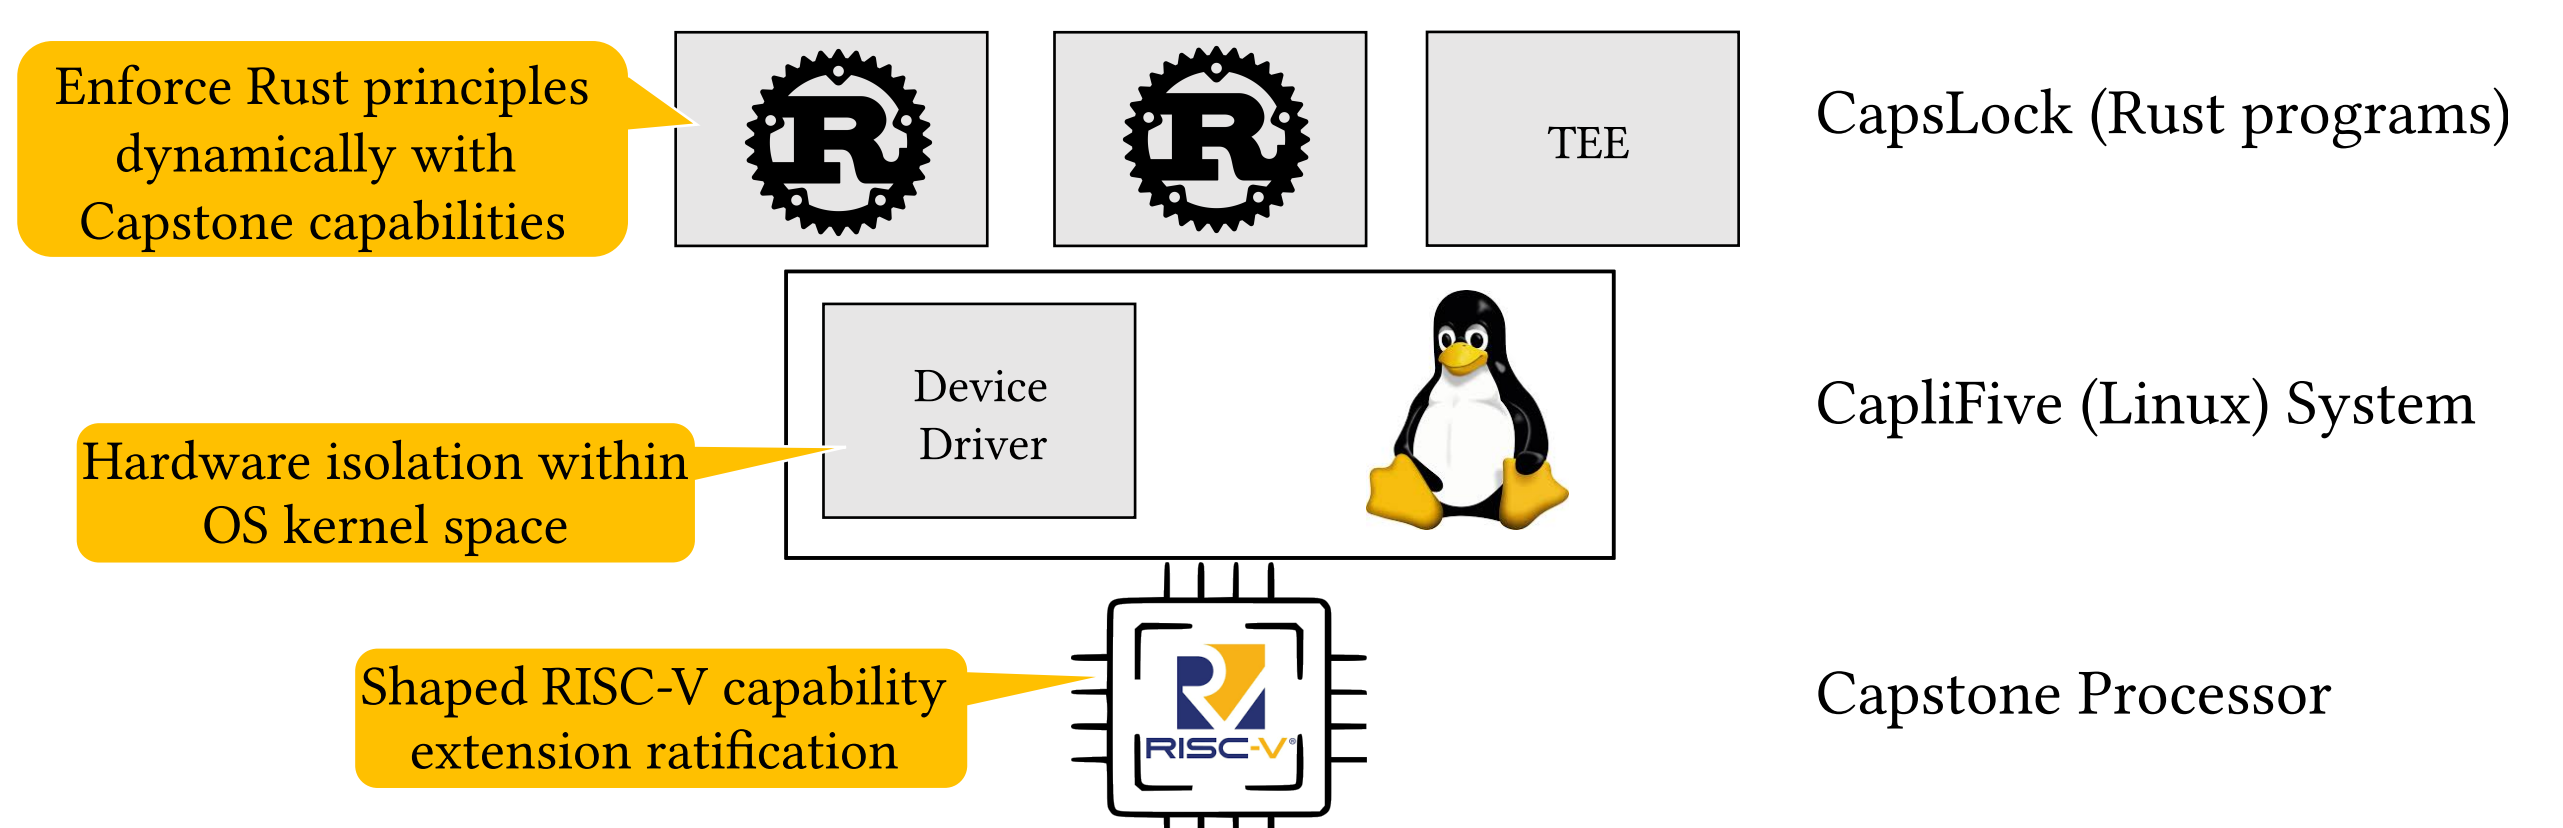 Enforce Rust principles
dynamically with
Capstone capabilities
R
R
TEE
CapsLock (Rust programs)
Device
Driver
CapliFive (Linux) System
Hardware isolation within
OS kernel space
Shaped RISC-V capability
extension ratification
RISC-V®
Capstone Processor